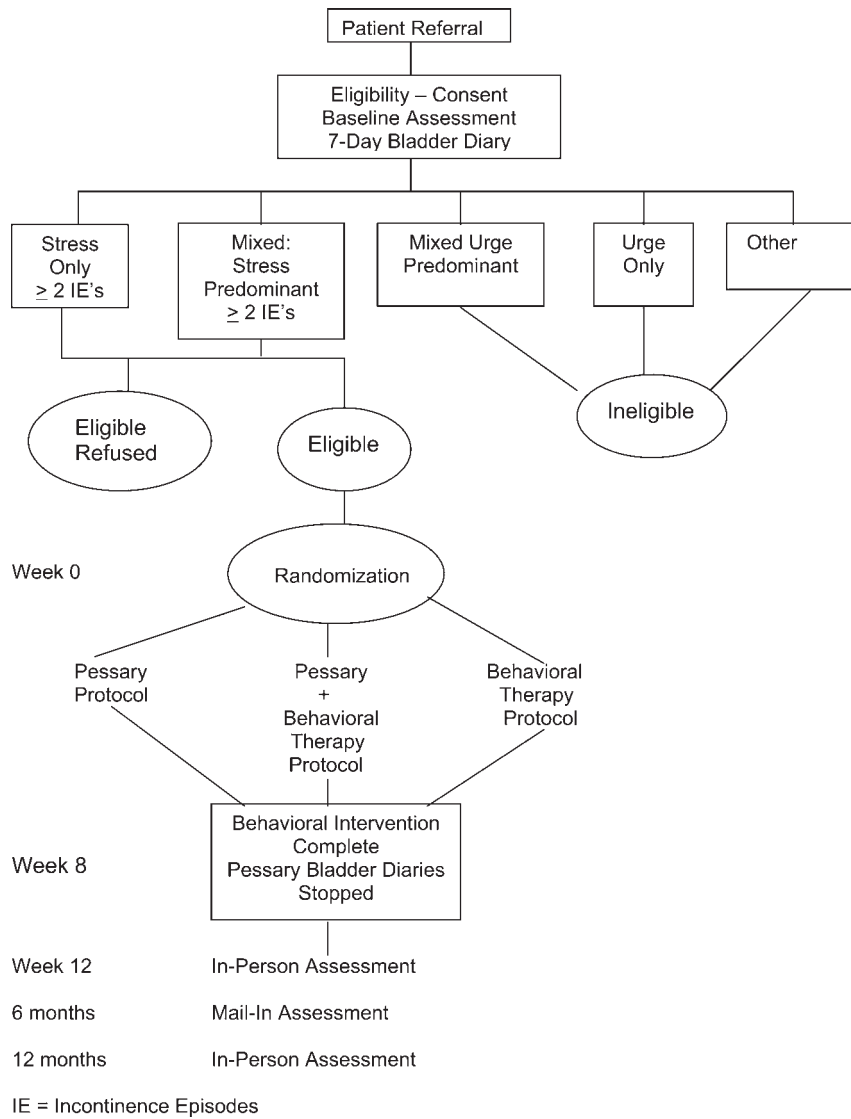 Patient Referral
Eligibility – Consent
Baseline Assessment
7-Day Bladder Diary
Stress
Only
≥ 2 IE's
Mixed:
Stress
Predominant
≥ 2 IE's
Mixed Urge
Predominant
Urge
Only
Other
Eligible
Refused
Eligible
Ineligible
Week 0
Randomization
Pessary
Protocol
Pessary
+
Behavioral
Therapy
Protocol
Behavioral
Therapy
Protocol
Week 8
Behavioral Intervention
Complete
Pessary Bladder Diaries
Stopped
Week 12 In-Person Assessment
6 months Mail-In Assessment
12 months In-Person Assessment
IE = Incontinence Episodes